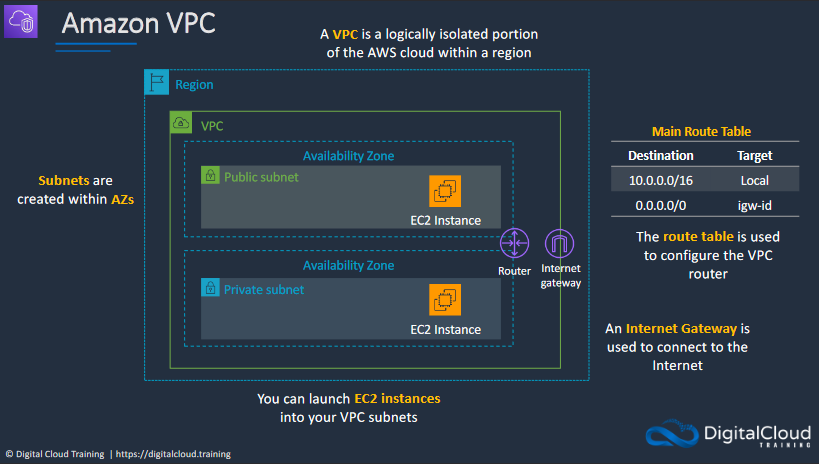 Amazon VPC
A VPC is a logically isolated portion
of the AWS cloud within a region
Region
VPC
Availability Zone
Public subnet
EC2 Instance
Availability Zone
Private subnet
EC2 Instance
Router
Internet
gateway
Subnets are
created within AZs
Main Route Table
Destination Target
10.0.0.0/16 Local
0.0.0.0/0 igw-id
The route table is used
to configure the VPC
router
An Internet Gateway is
used to connect to the
Internet
You can launch EC2 instances
into your VPC subnets
DigitalCloud
TRAINING
© Digital Cloud Training | https://digitalcloud.training